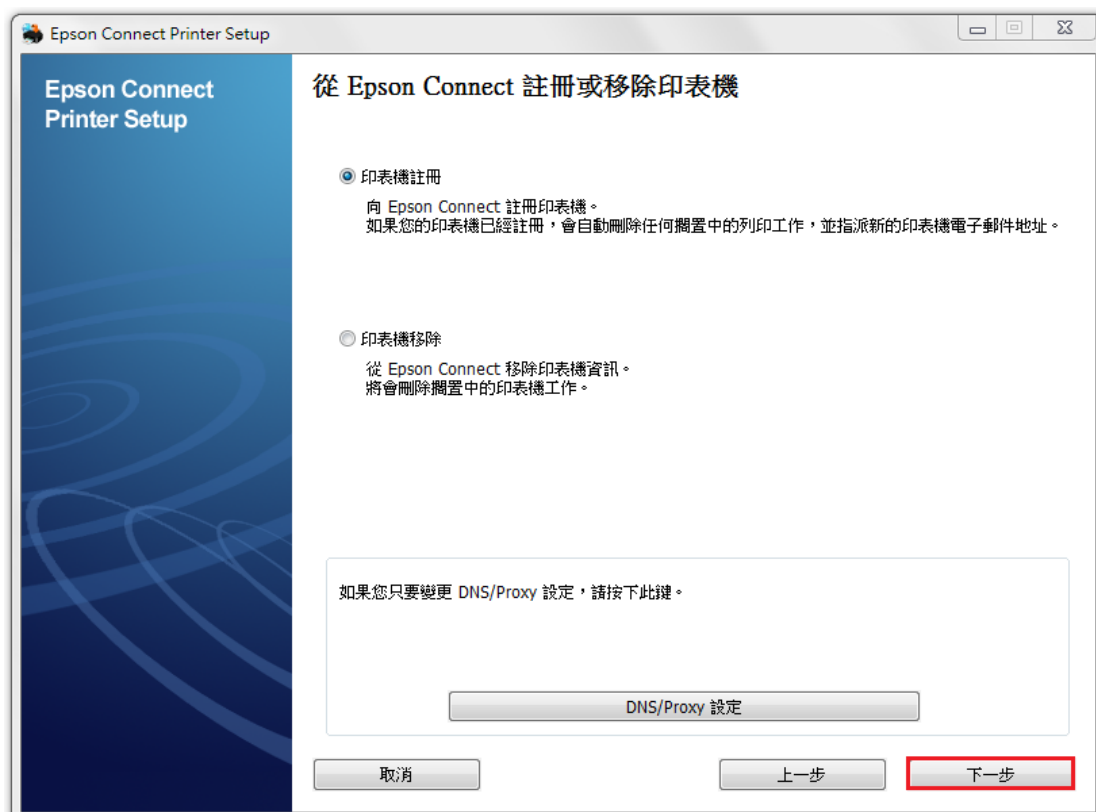 Epson Connect Printer Setup
Epson Connect
Printer Setup
從 Epson Connect 註冊或移除印表機
印表機註冊
向 Epson Connect 註冊印表機。
如果您的印表機已經註冊，會自動刪除任何擱置中的列印工作，並指派新的印表機電子郵件地址。
印表機移除
從 Epson Connect 移除印表機資訊。
將會刪除擱置中的印表機工作。
如果您只要變更 DNS/Proxy 設定，請按下此鍵。
DNS/Proxy 設定
取消
上一步
下一步